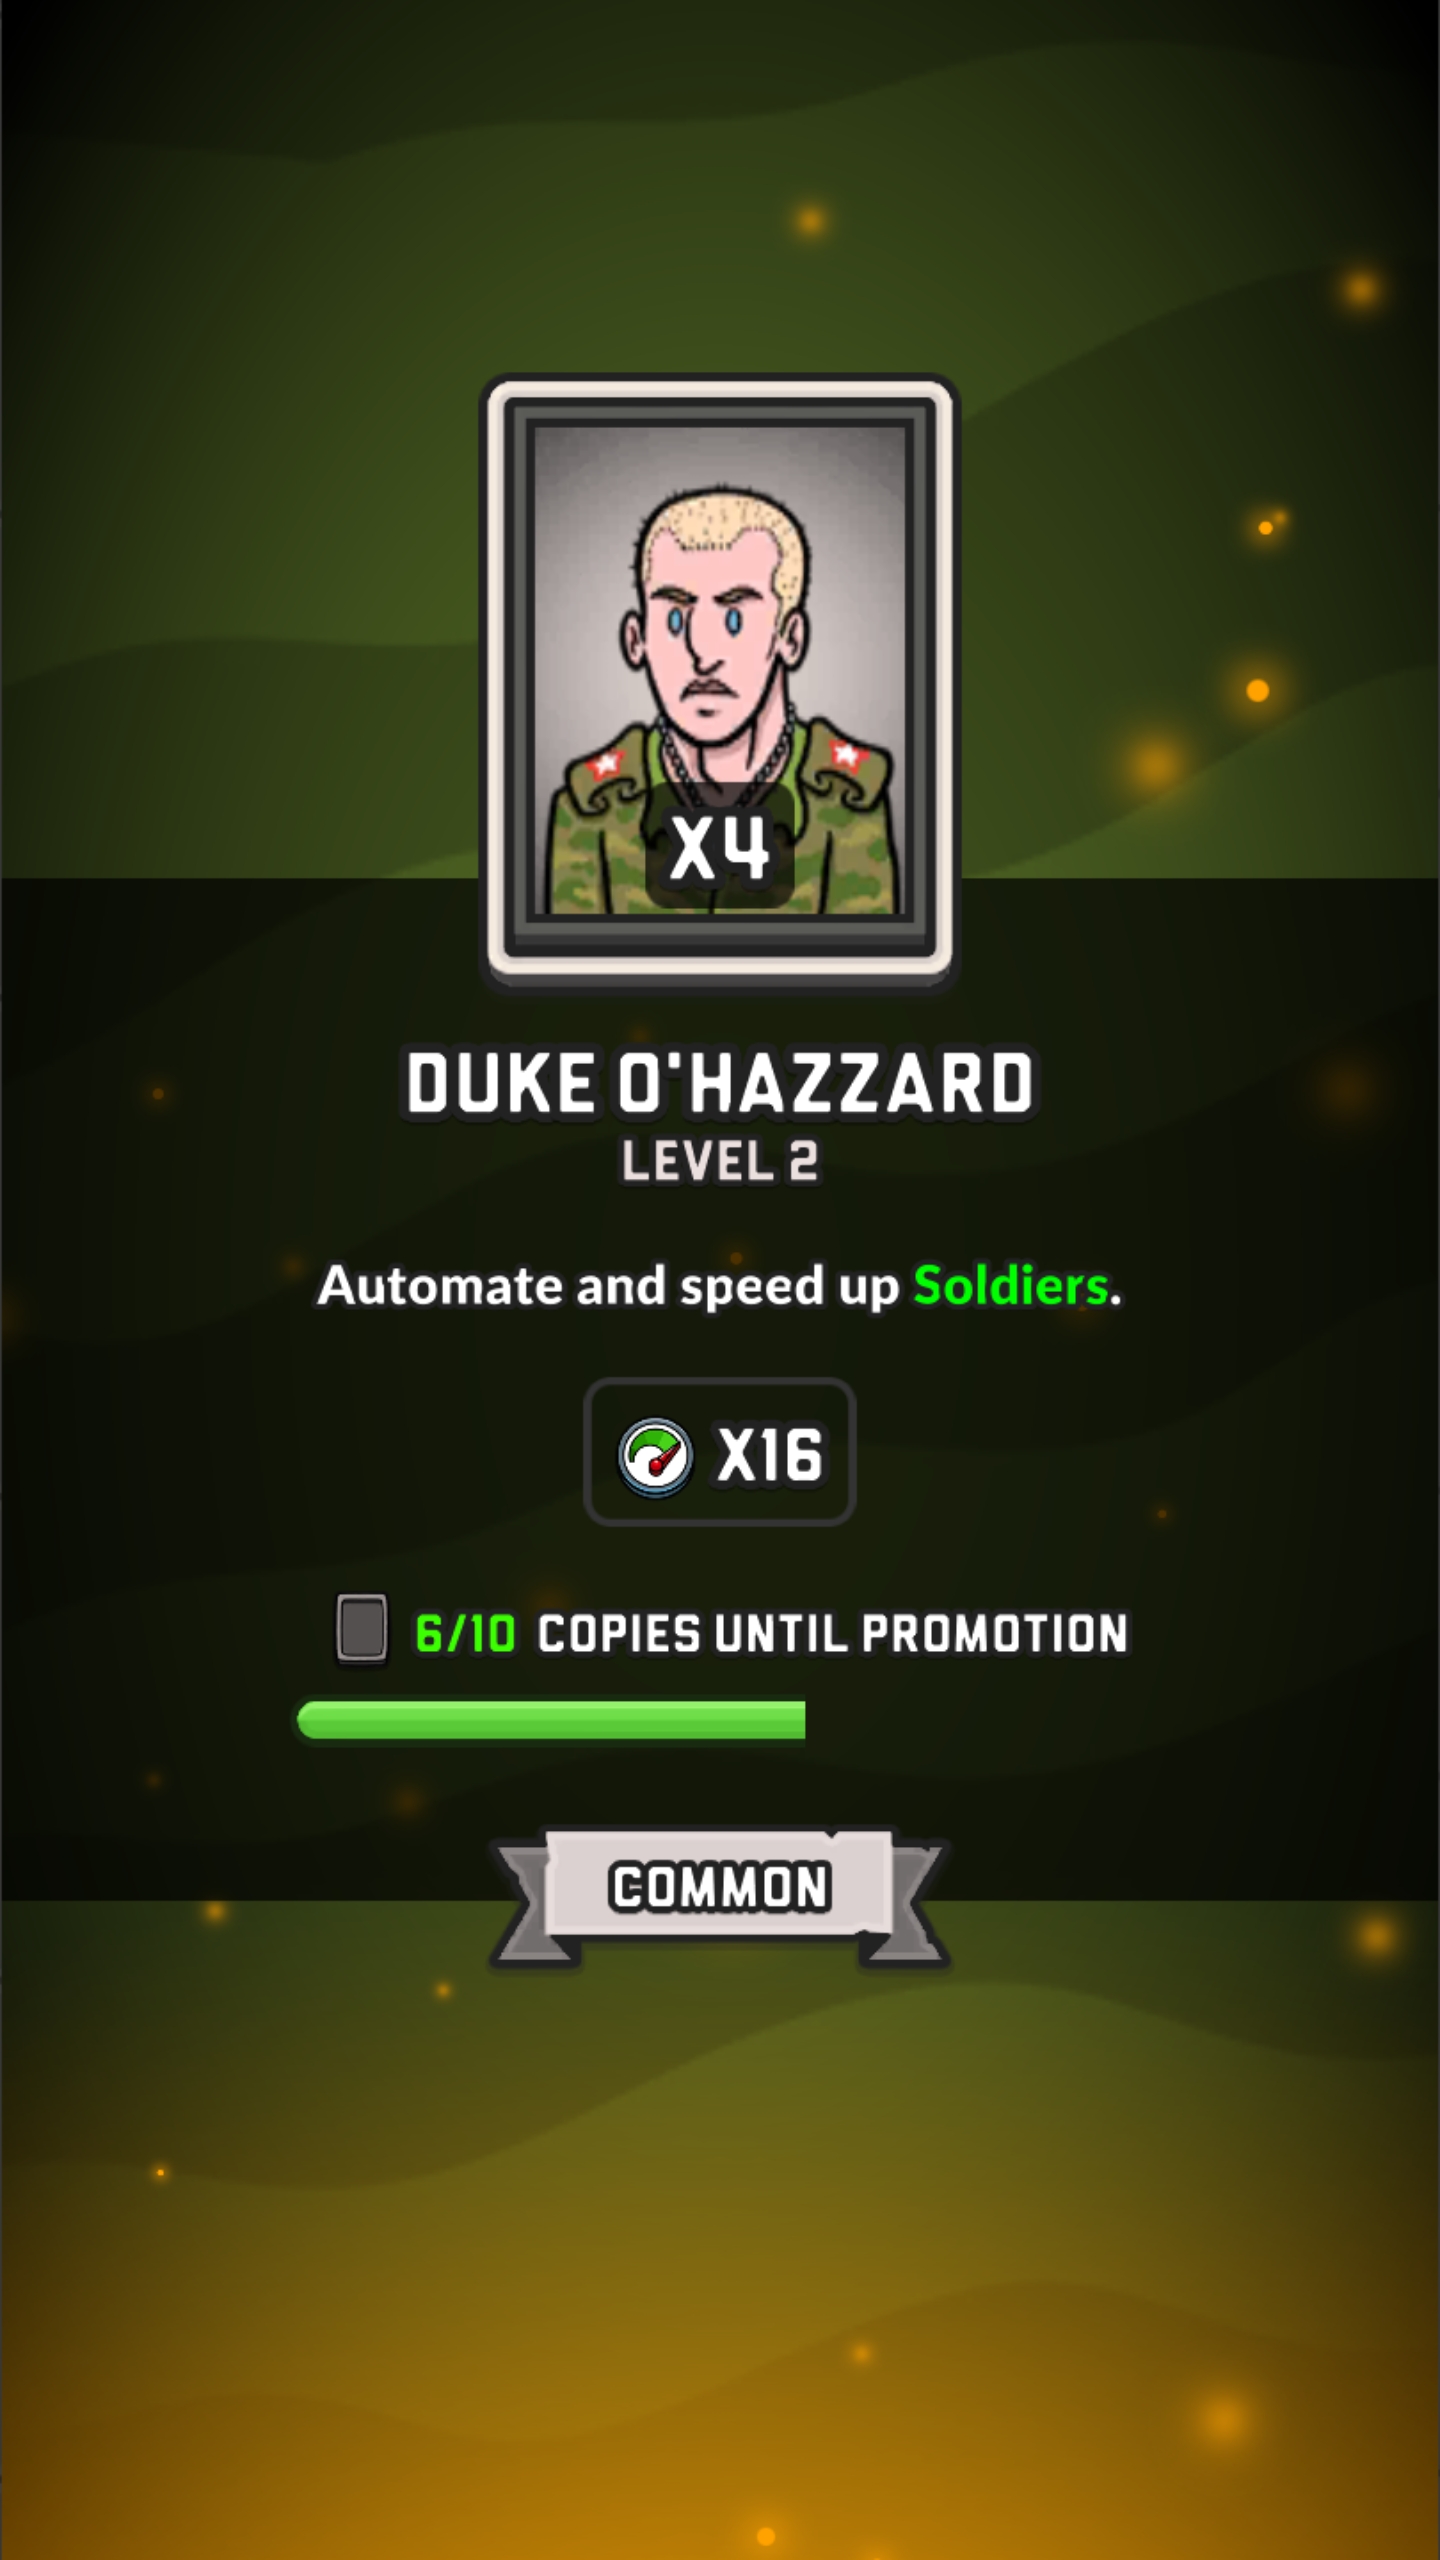 X4
DUKE O'HAZZARD
LEVEL 2
Automate and speed up Soldiers.
X16
6/10 COPIES UNTIL PROMOTION
COMMON